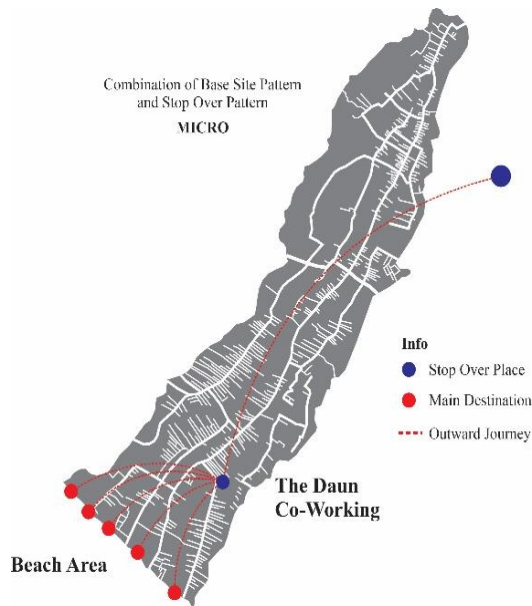 Combination of Base Site Pattern
and Stop Over Pattern
MICRO
Info
Stop Over Place
Main Destination
Outward Journey
The Daun
Co-Working
Beach Area